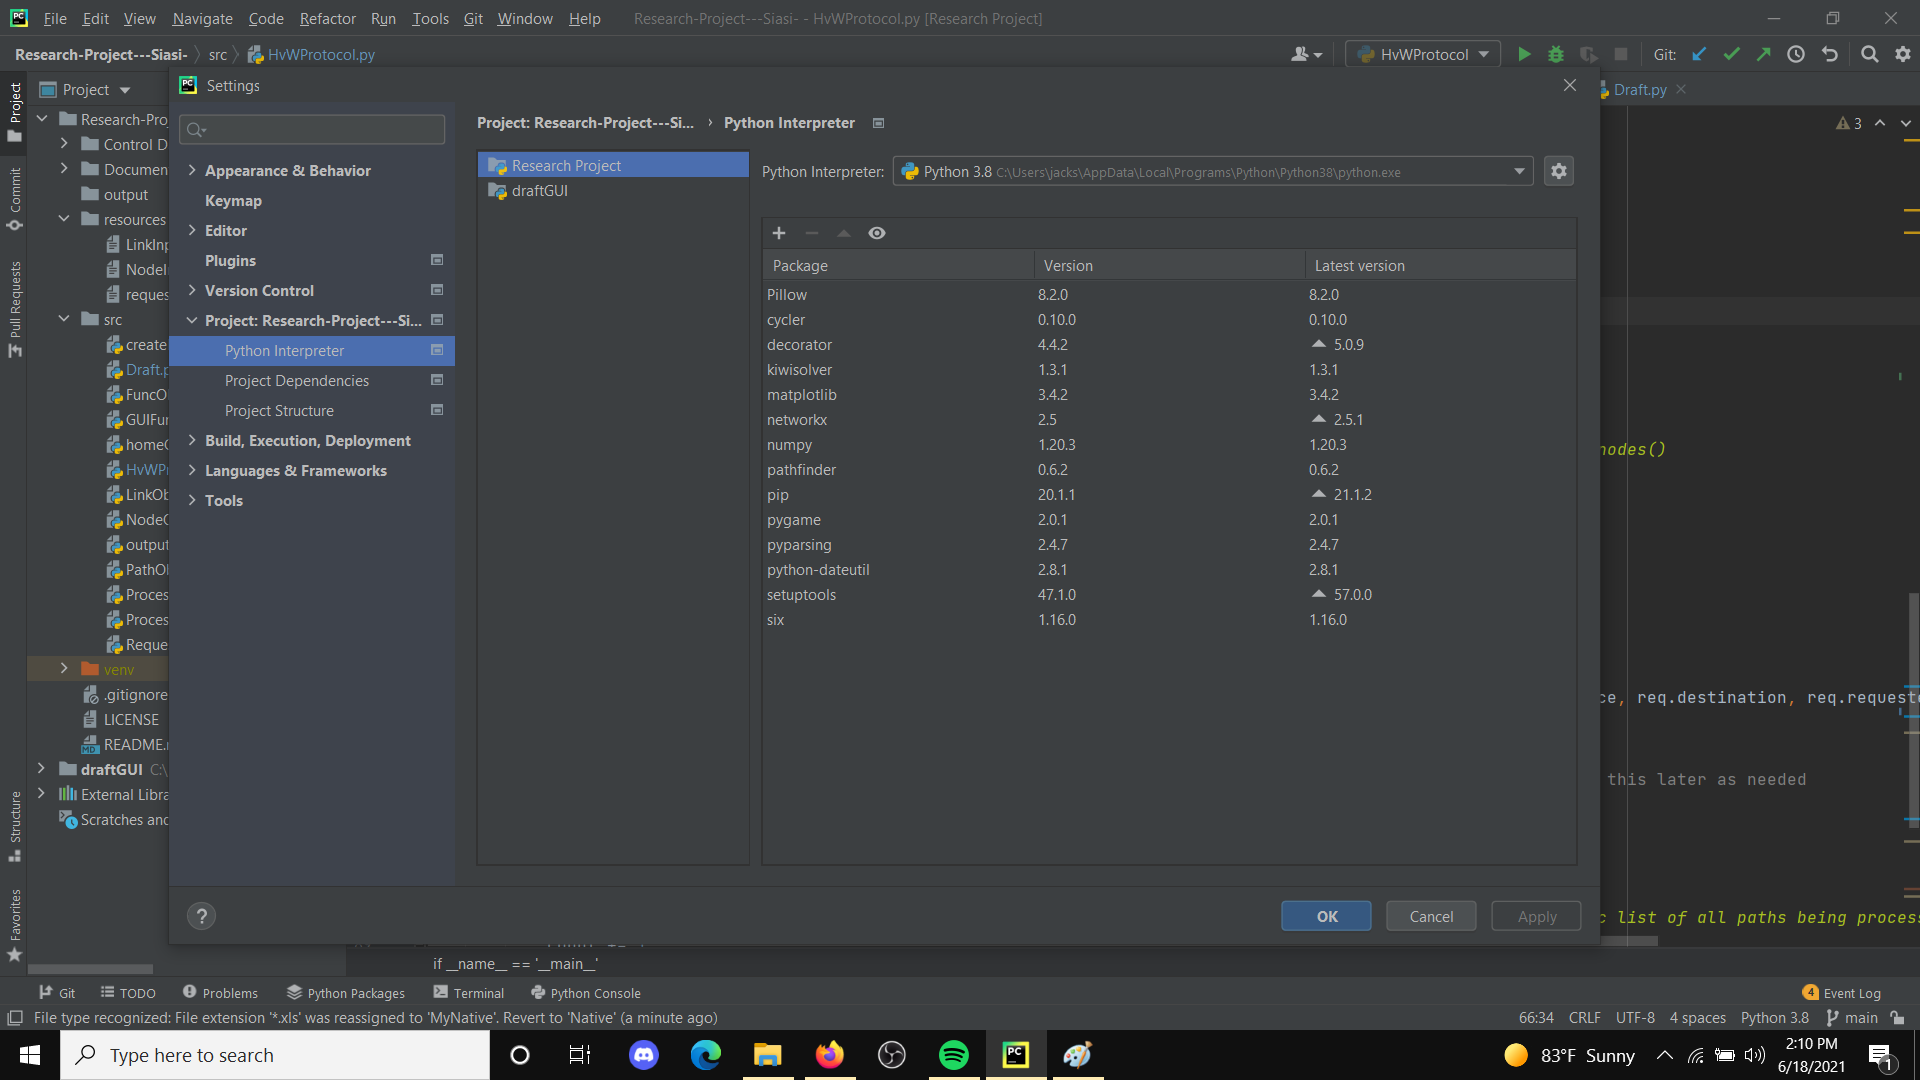 File Edit View Navigate Code Refactor Run Tools Git Window Help Research-Project---Siasi- - HvWProtocol.py [Research Project]
Research-Project---Siasi- src HvWProtocol.py HvWProtocol Git:
Project
Commit
Pull Requests
Structure
Favorites
Project
Research-Pro
Control D
Documen
output
resources
LinkInp
NodeI
reques
src
create
Draft.p
FuncO
GUIFu
homeG
HvWPr
LinkOb
NodeO
output
PathOl
Proces
Proces
Reque
venv
.gitignore
LICENSE
README.
draftGUI C:\
External Libra
Scratches and
PC Settings
Appearance & Behavior
Keymap
Editor
Plugins
Version Control
Project: Research-Project---Si...
Python Interpreter
Project Dependencies
Project Structure
Build, Execution, Deployment
Languages & Frameworks
Tools
Project: Research-Project---Si... › Python Interpreter
Research Project
draftGUI
Python Interpreter: Python 3.8 C:\Users\jacks\AppData\Local\Programs\Python\Python38\python.exe
Package Version Latest version
Pillow 8.2.0 8.2.0
cycler 0.10.0 0.10.0
decorator 4.4.2 5.0.9
kiwisolver 1.3.1 1.3.1
matplotlib 3.4.2 3.4.2
networkx 2.5 2.5.1
numpy 1.20.3 1.20.3
pathfinder 0.6.2 0.6.2
pip 20.1.1 21.1.2
pygame 2.0.1 2.0.1
pyparsing 2.4.7 2.4.7
python-dateutil 2.8.1 2.8.1
setuptools 47.1.0 57.0.0
six 1.16.0 1.16.0
? OK Cancel Apply
Draft.py
3
nodes()
ce, req.destination, req.requeste
this later as needed
c list of all paths being process
if __name__ == '__main__'
Git TODO Problems Python Packages Terminal Python Console 4 Event Log
File type recognized: File extension '*.xls' was reassigned to 'MyNative'. Revert to 'Native' (a minute ago) 66:34 CRLF UTF-8 4 spaces Python 3.8 main
Type here to search PC 83°F Sunny 2:10 PM
6/18/2021
1